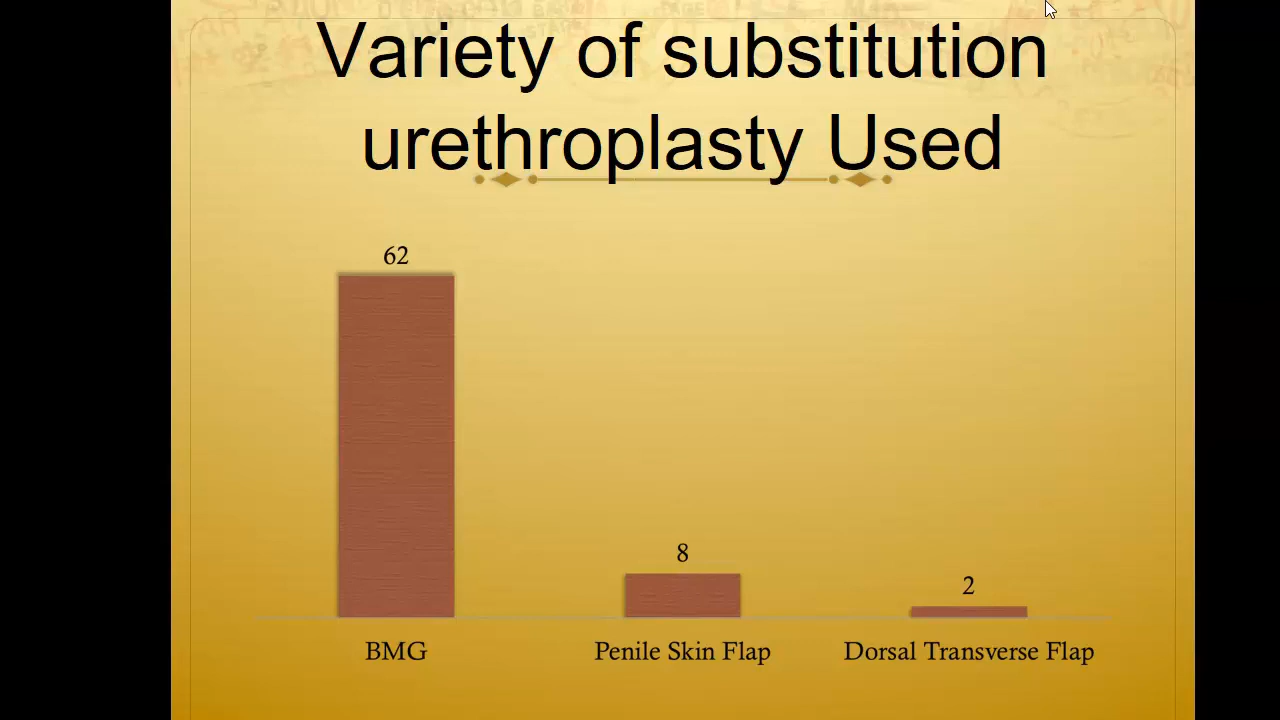 Variety of substitution
urethroplasty Used
62
8
2
BMG
Penile Skin Flap
Dorsal Transverse Flap